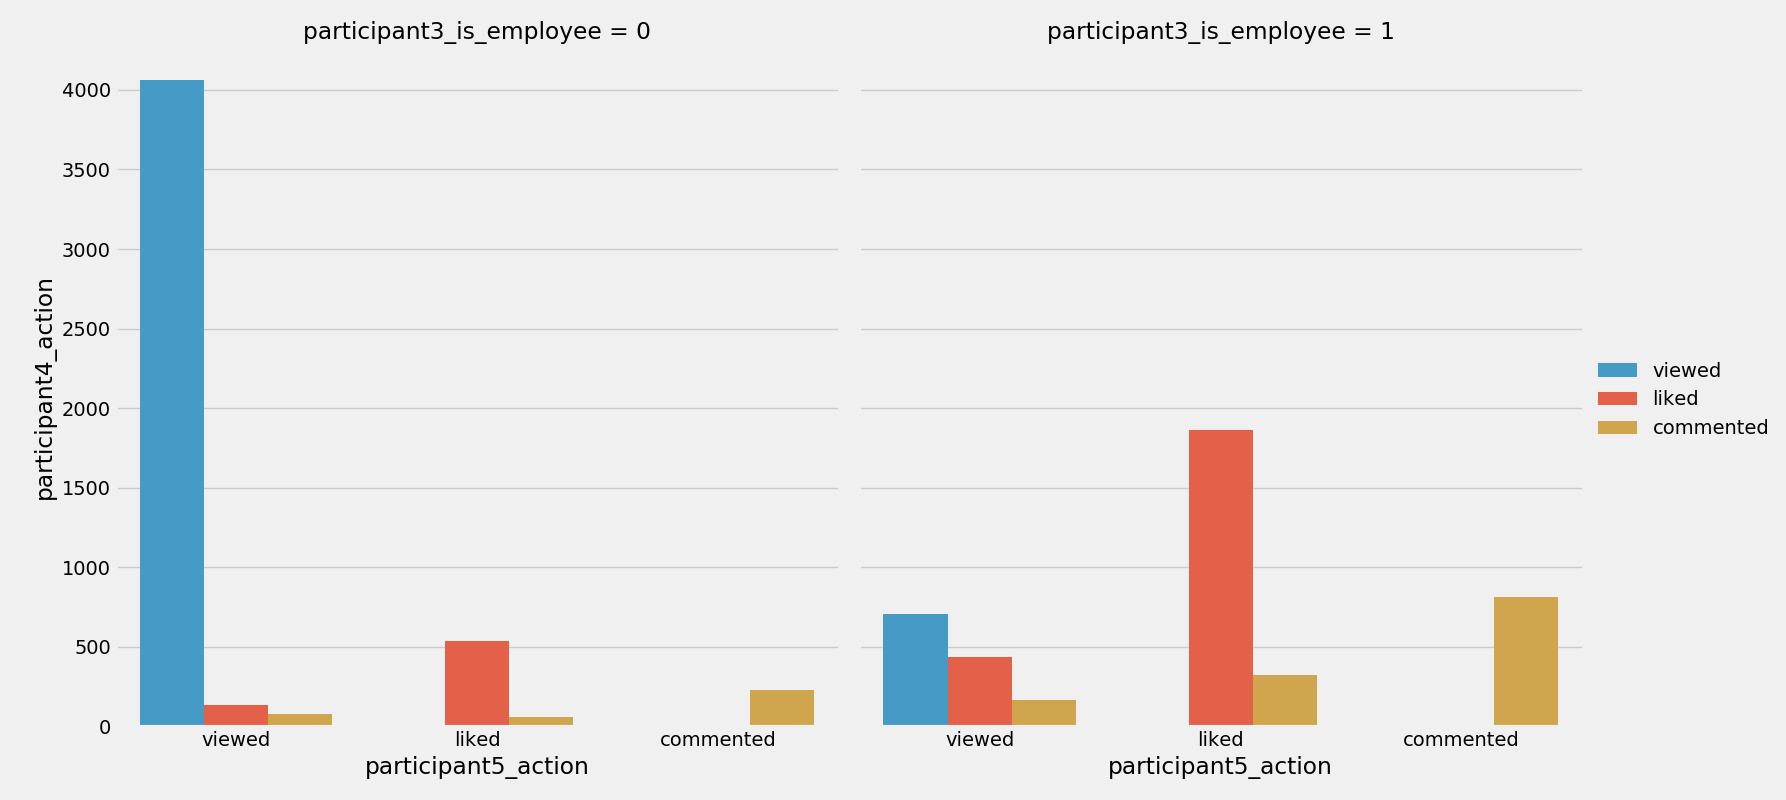 participant3_is_employee = 0
participant3_is_employee = 1
participant4_action
4000
3500
3000
2500
2000
1500
1000
500
0
viewed
liked
commented
participant5_action
viewed
liked
commented
participant5_action
viewed
liked
commented